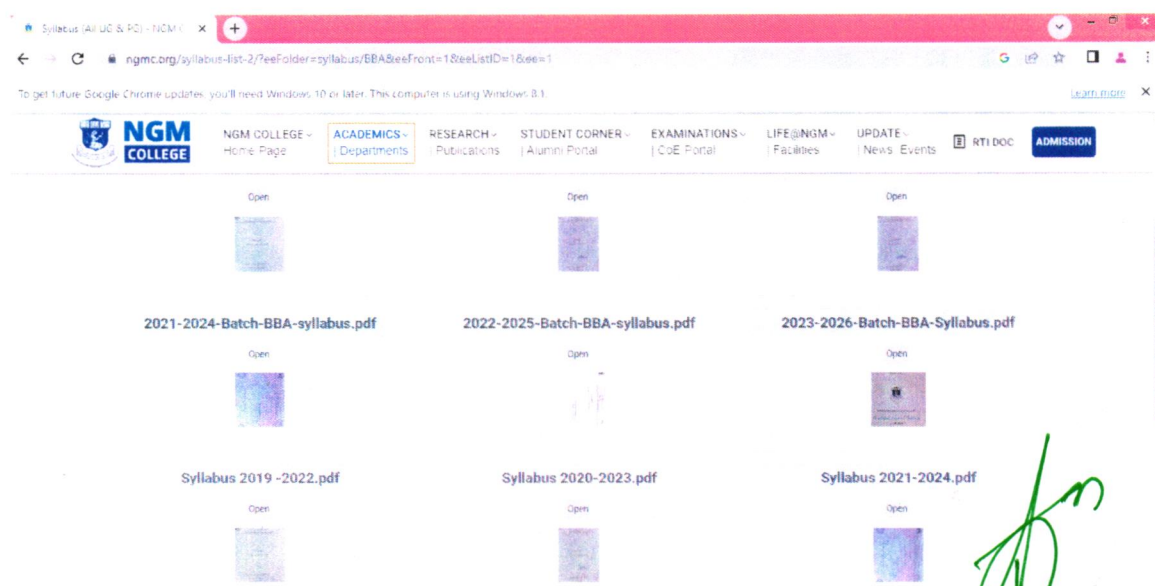 Syllabus (All UG & PG) - NGM C
ngmc.org/syllabus-list-2/?eeFolder=syllabus/BBA&eeFront=1&eeListID=1&ee=1
To get future Google Chrome updates, you'll need Windows 10 or later. This computer is using Windows 8.1.
Learn more
NGM COLLEGE
NGM COLLEGE
Home Page
ACADEMICS
| Departments
RESEARCH
| Publications
STUDENT CORNER
| Alumni Portal
EXAMINATIONS
| CoE Portal
LIFE@NGM
| Facilities
UPDATE
| News Events
RTI DOC
ADMISSION
Open Open Open
2021-2024-Batch-BBA-syllabus.pdf 2022-2025-Batch-BBA-syllabus.pdf 2023-2026-Batch-BBA-Syllabus.pdf
Open Open Open
Syllabus 2019 -2022.pdf Syllabus 2020-2023.pdf Syllabus 2021-2024.pdf
Open Open Open